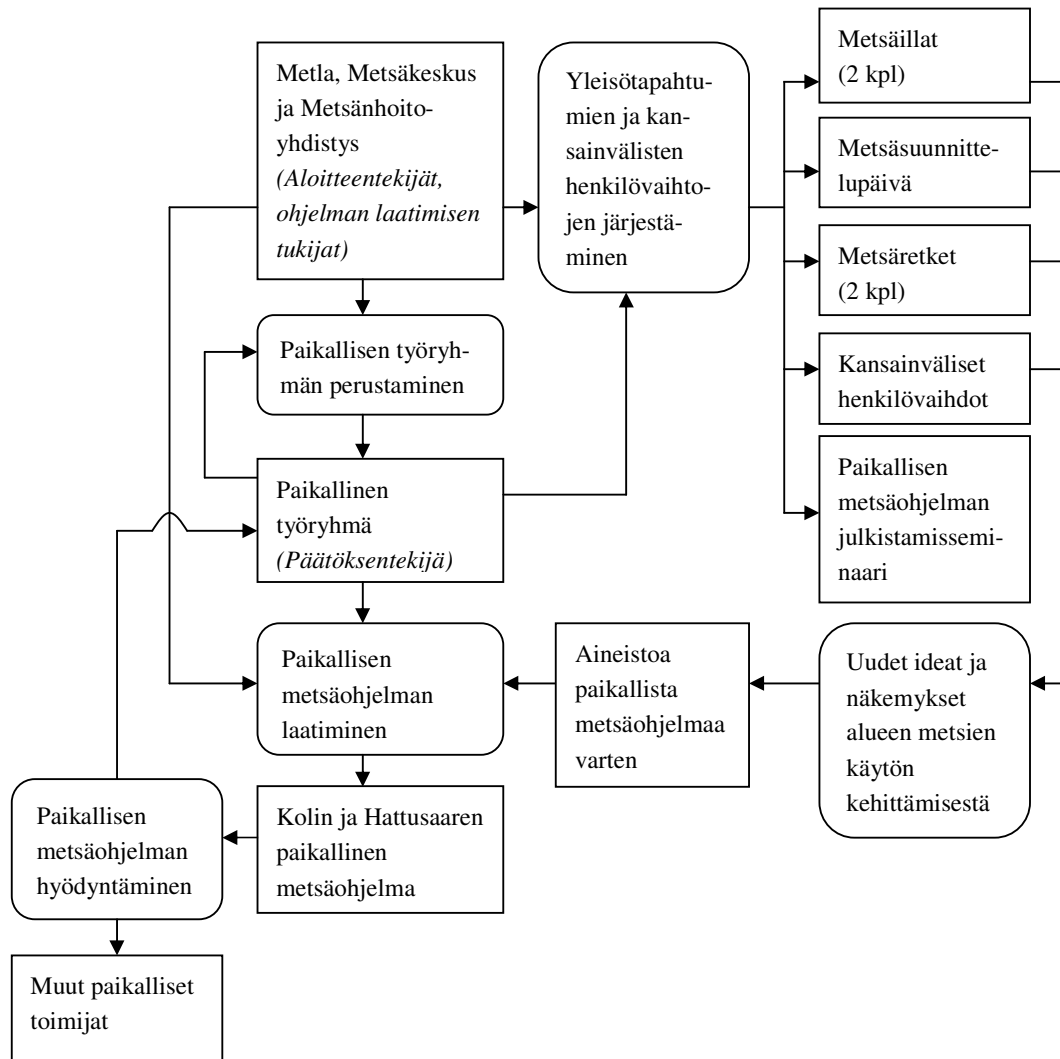 Metla, Metsäkeskus
ja Metsänhoito-
yhdistys
(Aloitteentekijät,
ohjelman laatimisen
tukijat)
Yleisötapahtu-
mien ja kan-
sainvälisten
henkilövaihto-
jen järjestä-
minen
Metsäillat
(2 kpl)
Metsäsuunnitte-
lupäivä
Metsäretket
(2 kpl)
Kansainväliset
henkilövaihdot
Paikallisen
metsäohjelman
julkistamissemi-
naari
Paikallisen työryh-
män perustaminen
Paikallinen
työryhmä
(Päätöksentekijä)
Paikallisen
metsäohjelman
laatiminen
Aineistoa
paikallista
metsäohjelmaa
varten
Uudet ideat ja
näkemykset
alueen metsien
käytön
kehittämisestä
Paikallisen
metsäohjelman
hyödyntäminen
Kolin ja Hattusaaren
paikallinen
metsäohjelma
Muut paikalliset
toimijat